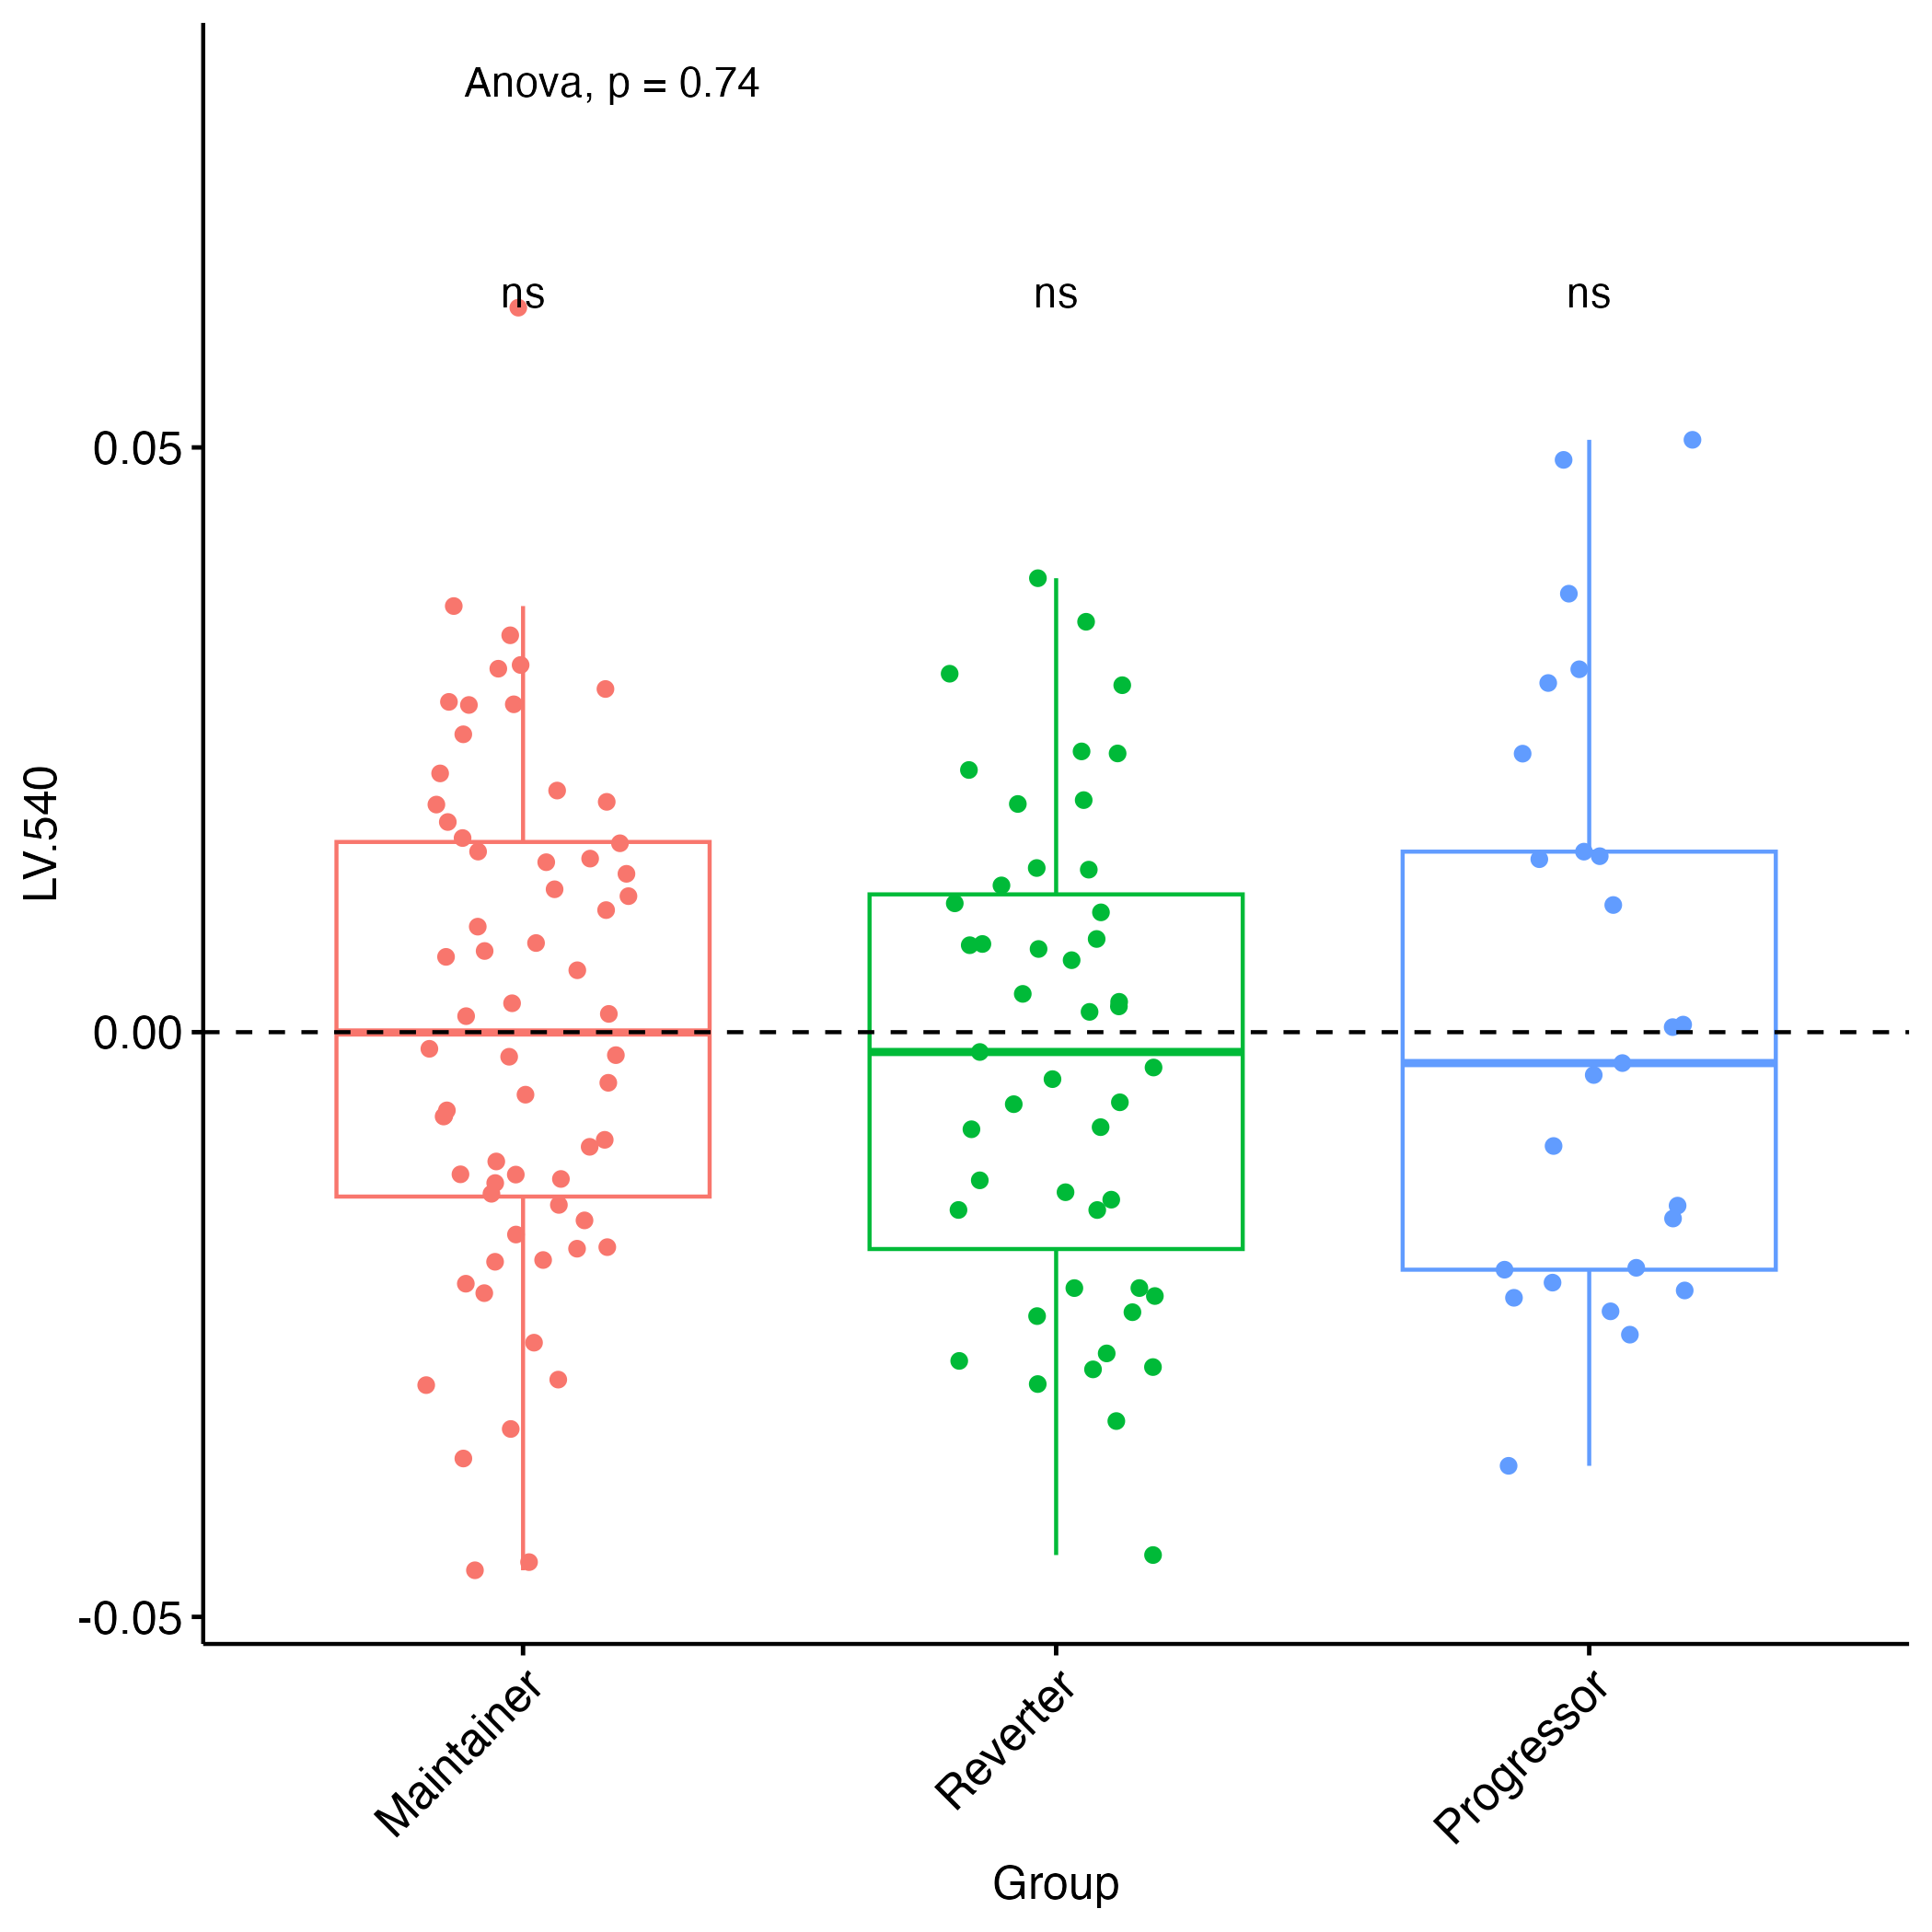 Anova, p = 0.74
ns ns ns
0.05
0.00
-0.05
LV.540
Maintainer Reverter Progressor
Group